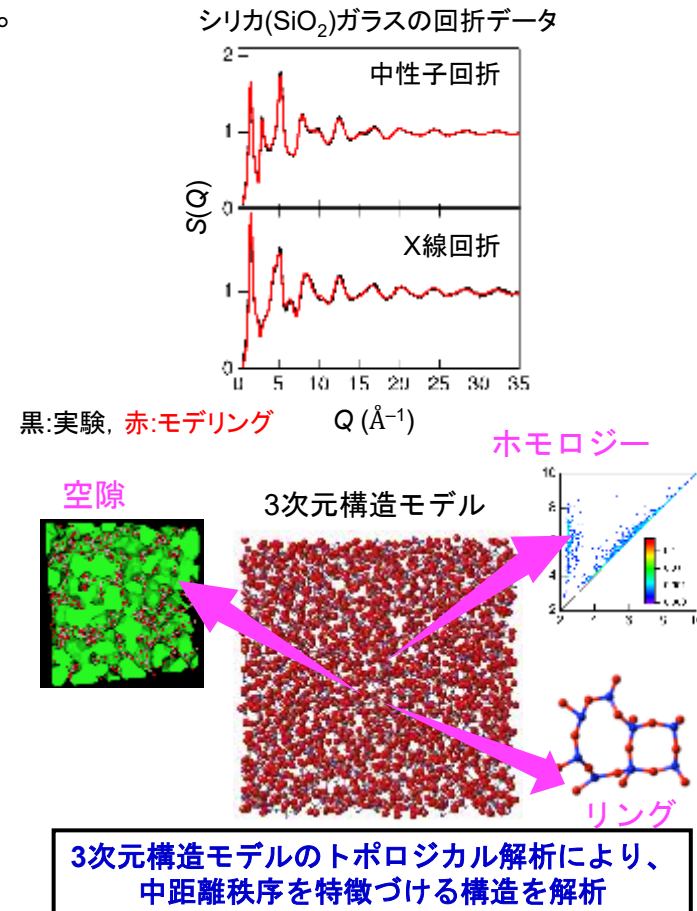 。
シリカ(SiO₂)ガラスの回折データ
2
中性子回折
1
S(Q)
0
X線回折
1
0
0 5 10 15 20 25 30 35
黒:実験, 赤:モデリング
Q (Å⁻¹)
ホモロジー
空隙
3次元構造モデル
10
8
4
2
リング
3次元構造モデルのトポロジカル解析により、
中距離秩序を特徴づける構造を解析